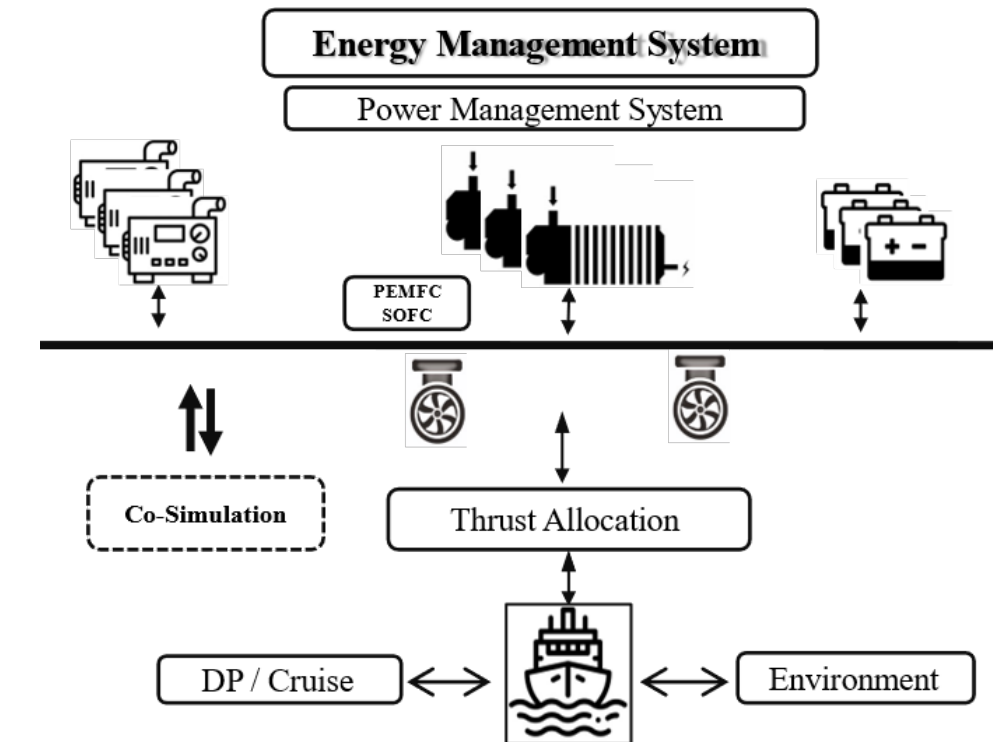 Energy Management System
Power Management System
PEMFC
SOFC
Co-Simulation
Thrust Allocation
DP / Cruise
Environment